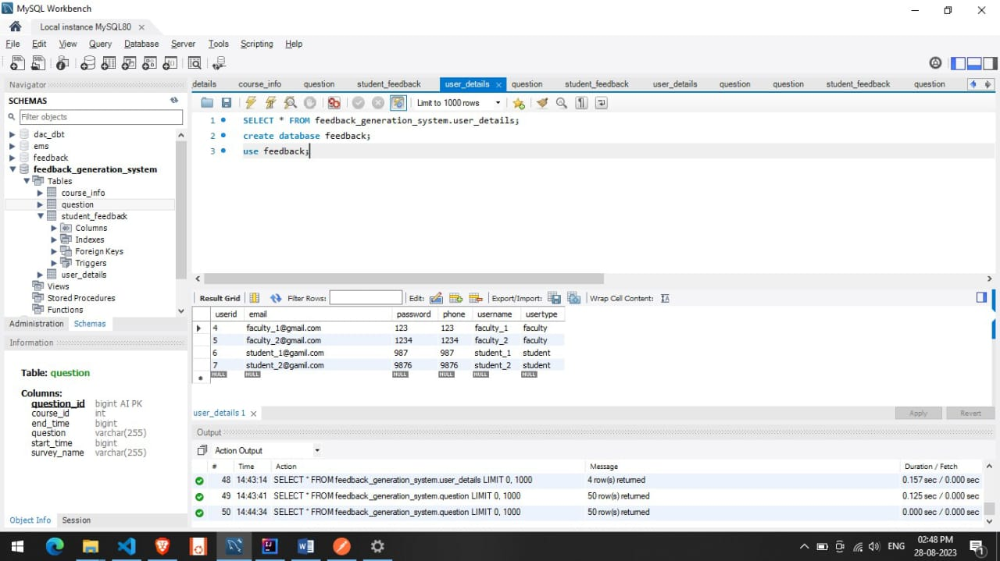 MySQL Workbench
Local instance MySQL80
File Edit View Query Database Server Tools Scripting Help
Navigator
SCHEMAS
Filter objects
dac_dbt
ems
feedback
feedback_generation_system
Tables
course_info
question
student_feedback
Columns
Indexes
Foreign Keys
Triggers
user_details
Views
Stored Procedures
Functions
Administration Schemas
Information
Table: question
Columns:
question_id bigint AI PK
course_id int
end_time bigint
question varchar(255)
start_time bigint
survey_name varchar(255)
Object Info Session
details course_info question student_feedback user_details question student_feedback user_details question question student_feedback question
Limit to 1000 rows
1 SELECT * FROM feedback_generation_system.user_details;
2 create database feedback;
3 use feedback;
Result Grid Filter Rows: Edit: Export/Import: Wrap Cell Content:
userid email password phone username usertype
4 faculty_1@gmail.com 123 123 faculty_1 faculty
5 faculty_2@gmail.com 1234 1234 faculty_2 faculty
6 student_1@gmail.com 987 987 student_1 student
7 student_2@gamil.com 9876 9876 student_2 student
NULL NULL NULL NULL NULL NULL
user_details 1
Apply Revert
Output
Action Output
# Time Action Message Duration / Fetch
48 14:43:14 SELECT * FROM feedback_generation_system.user_details LIMIT 0, 1000 4 row(s) returned 0.157 sec / 0.000 sec
49 14:43:41 SELECT * FROM feedback_generation_system.question LIMIT 0, 1000 50 row(s) returned 0.125 sec / 0.000 sec
50 14:44:34 SELECT * FROM feedback_generation_system.question LIMIT 0, 1000 50 row(s) returned 0.000 sec / 0.000 sec
ENG
02:48 PM
28-08-2023
1